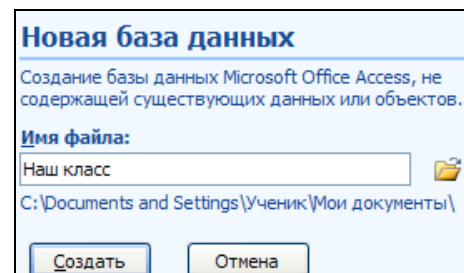 Новая база данных
Создание базы данных Microsoft Office Access, не
содержащей существующих данных или объектов.
Имя файла:
Наш класс
C:\Documents and Settings\Ученик\Мои документы\
Создать Отмена